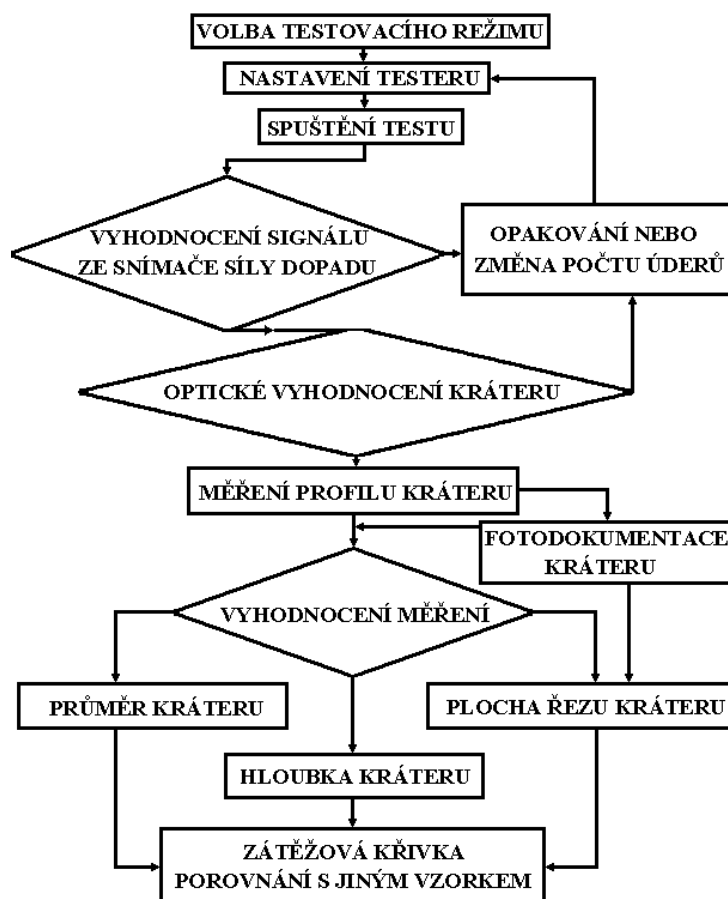 VOLBA TESTOVACÍHO REŽIMU
NASTAVENÍ TESTERU
SPUŠTĚNÍ TESTU
VYHODNOCENÍ SIGNÁLU
ZE SNÍMAČE SÍLY DOPADU
OPAKOVÁNÍ NEBO
ZMĚNA POČTU ÚDERŮ
OPTICKÉ VYHODNOCENÍ KRÁTERU
MĚŘENÍ PROFILU KRÁTERU
FOTODOKUMENTACE
KRÁTERU
VYHODNOCENÍ MĚŘENÍ
PRŮMĚR KRÁTERU
PLOCHA ŘEZU KRÁTERU
HLOUBKA KRÁTERU
ZÁTĚŽOVÁ KŘIVKA
POROVNÁNÍ S JINÝM VZORKEM